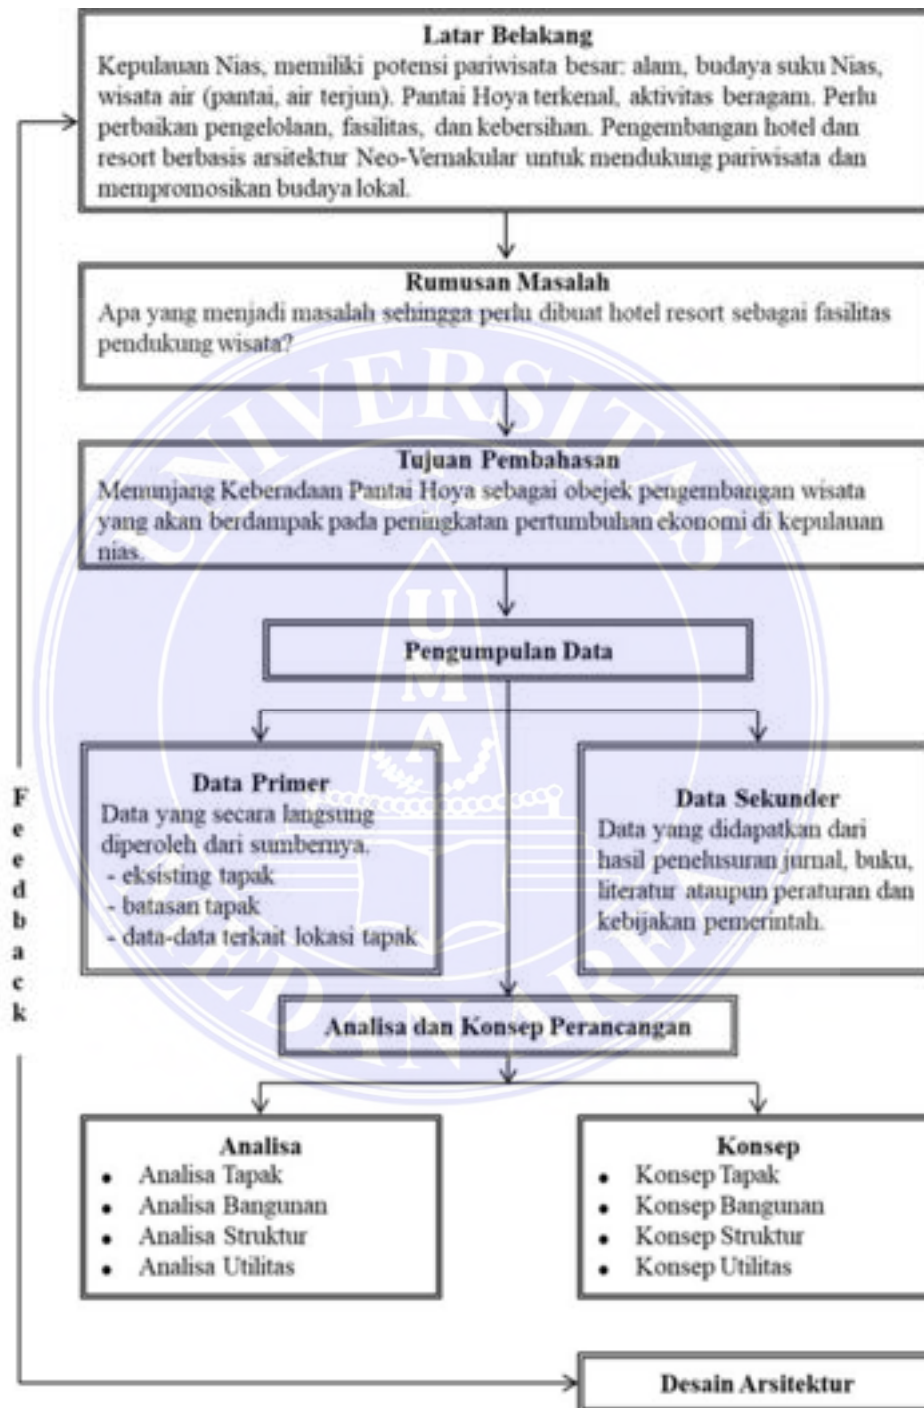 Latar Belakang
Kepulauan Nias, memiliki potensi pariwisata besar: alam, budaya suku Nias,
wisata air (pantai, air terjun). Pantai Hoya terkenal, aktivitas beragam. Perlu
perbaikan pengelolaan, fasilitas, dan kebersihan. Pengembangan hotel dan
resort berbasis arsitektur Neo-Vernakular untuk mendukung pariwisata dan
mempromosikan budaya lokal.
Rumusan Masalah
Apa yang menjadi masalah sehingga perlu dibuat hotel resort sebagai fasilitas
pendukung wisata?
Tujuan Pembahasan
Menunjang Keberadaan Pantai Hoya sebagai obejek pengembangan wisata
yang akan berdampak pada peningkatan pertumbuhan ekonomi di kepulauan
nias.
Pengumpulan Data
Data Primer
Data yang secara langsung
diperoleh dari sumbernya.
- eksisting tapak
- batasan tapak
- data-data terkait lokasi tapak
Data Sekunder
Data yang didapatkan dari
hasil penelusuran jurnal, buku,
literatur ataupun peraturan dan
kebijakan pemerintah.
Feedback
Analisa dan Konsep Perancangan
Analisa
• Analisa Tapak
• Analisa Bangunan
• Analisa Struktur
• Analisa Utilitas
Konsep
• Konsep Tapak
• Konsep Bangunan
• Konsep Struktur
• Konsep Utilitas
Desain Arsitektur
UNIVERSITAS
MEDAN AREA
UMA